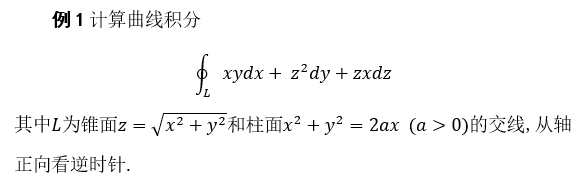 例1 计算曲线积分
∮_L xydx + z²dy + zxdz
其中L为锥面z = √(x² + y²)和柱面x² + y² = 2ax (a > 0)的交线,从轴
正向看逆时针.